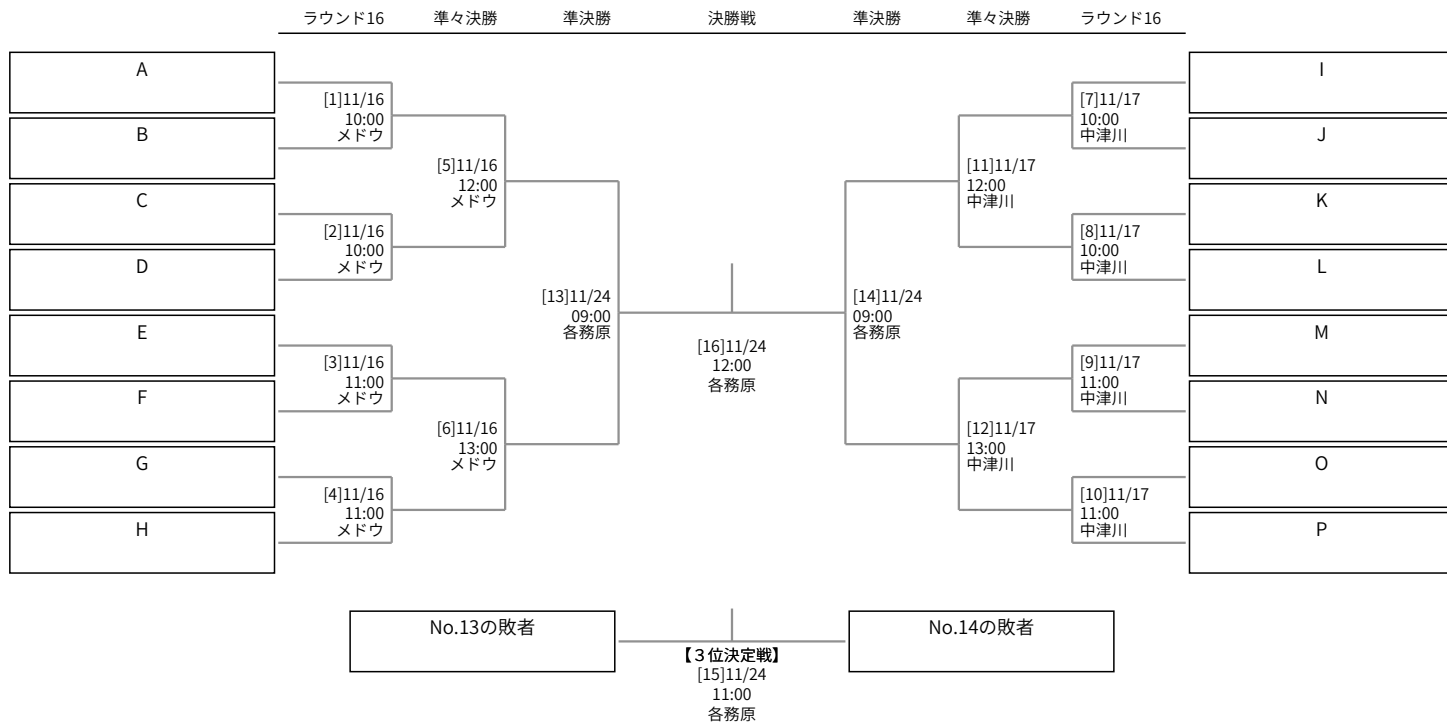 ラウンド16 準々決勝 準決勝 決勝戦 準決勝 準々決勝 ラウンド16
A
B
C
D
E
F
G
H
[1]11/16
10:00
メドウ
[2]11/16
10:00
メドウ
[3]11/16
11:00
メドウ
[4]11/16
11:00
メドウ
[5]11/16
12:00
メドウ
[6]11/16
13:00
メドウ
[13]11/24
09:00
各務原
[16]11/24
12:00
各務原
[14]11/24
09:00
各務原
[11]11/17
12:00
中津川
[12]11/17
13:00
中津川
[7]11/17
10:00
中津川
[8]11/17
10:00
中津川
[9]11/17
11:00
中津川
[10]11/17
11:00
中津川
I
J
K
L
M
N
O
P
No.13の敗者
No.14の敗者
【３位決定戦】
[15]11/24
11:00
各務原